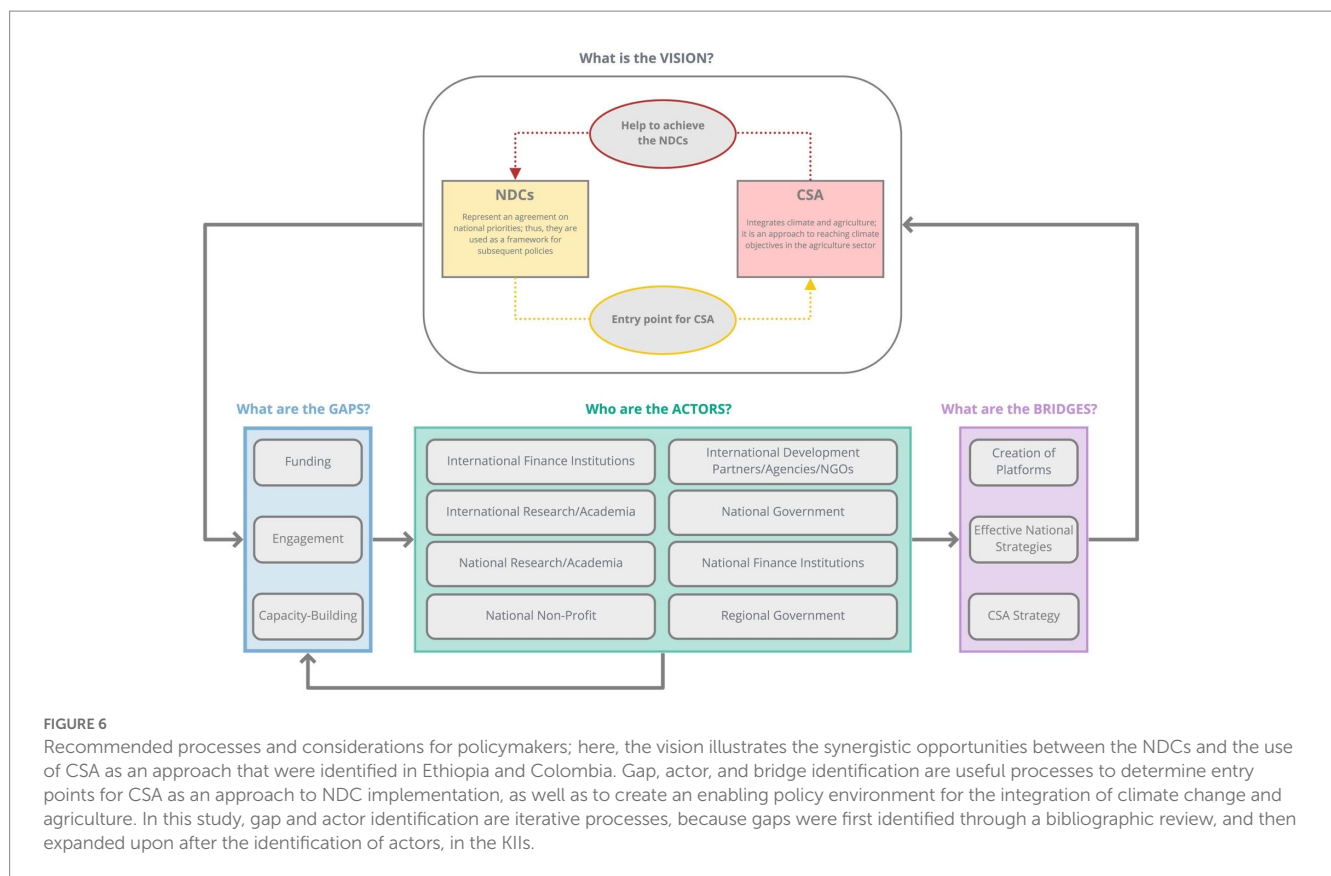 What is the VISION?
Help to achieve
the NDCs
NDCs
Represent an agreement on
national priorities; thus, they are
used as a framework for
subsequent policies
CSA
Integrates climate and agriculture;
it is an approach to reaching climate
objectives in the agriculture sector
Entry point for CSA
What are the GAPS?
Funding
Engagement
Capacity-Building
Who are the ACTORS?
International Finance Institutions
International Development
Partners/Agencies/NGOs
International Research/Academia
National Government
National Research/Academia
National Finance Institutions
National Non-Profit
Regional Government
What are the BRIDGES?
Creation of
Platforms
Effective National
Strategies
CSA Strategy
FIGURE 6
Recommended processes and considerations for policymakers; here, the vision illustrates the synergistic opportunities between the NDCs and the use
of CSA as an approach that were identified in Ethiopia and Colombia. Gap, actor, and bridge identification are useful processes to determine entry
points for CSA as an approach to NDC implementation, as well as to create an enabling policy environment for the integration of climate change and
agriculture. In this study, gap and actor identification are iterative processes, because gaps were first identified through a bibliographic review, and then
expanded upon after the identification of actors, in the KIIs.